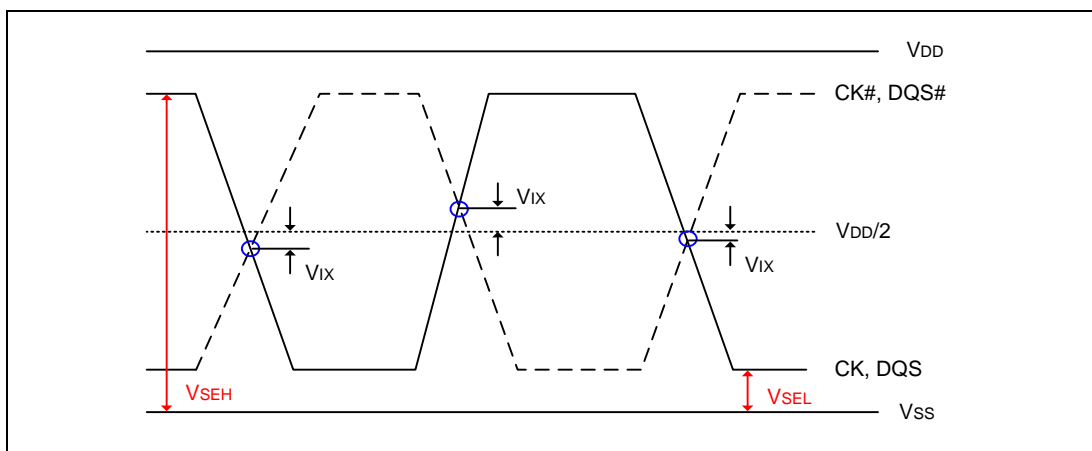 VDD
CK#, DQS#
VIX
VDD/2
VIX
VIX
CK, DQS
VSEH
VSEL
VSS